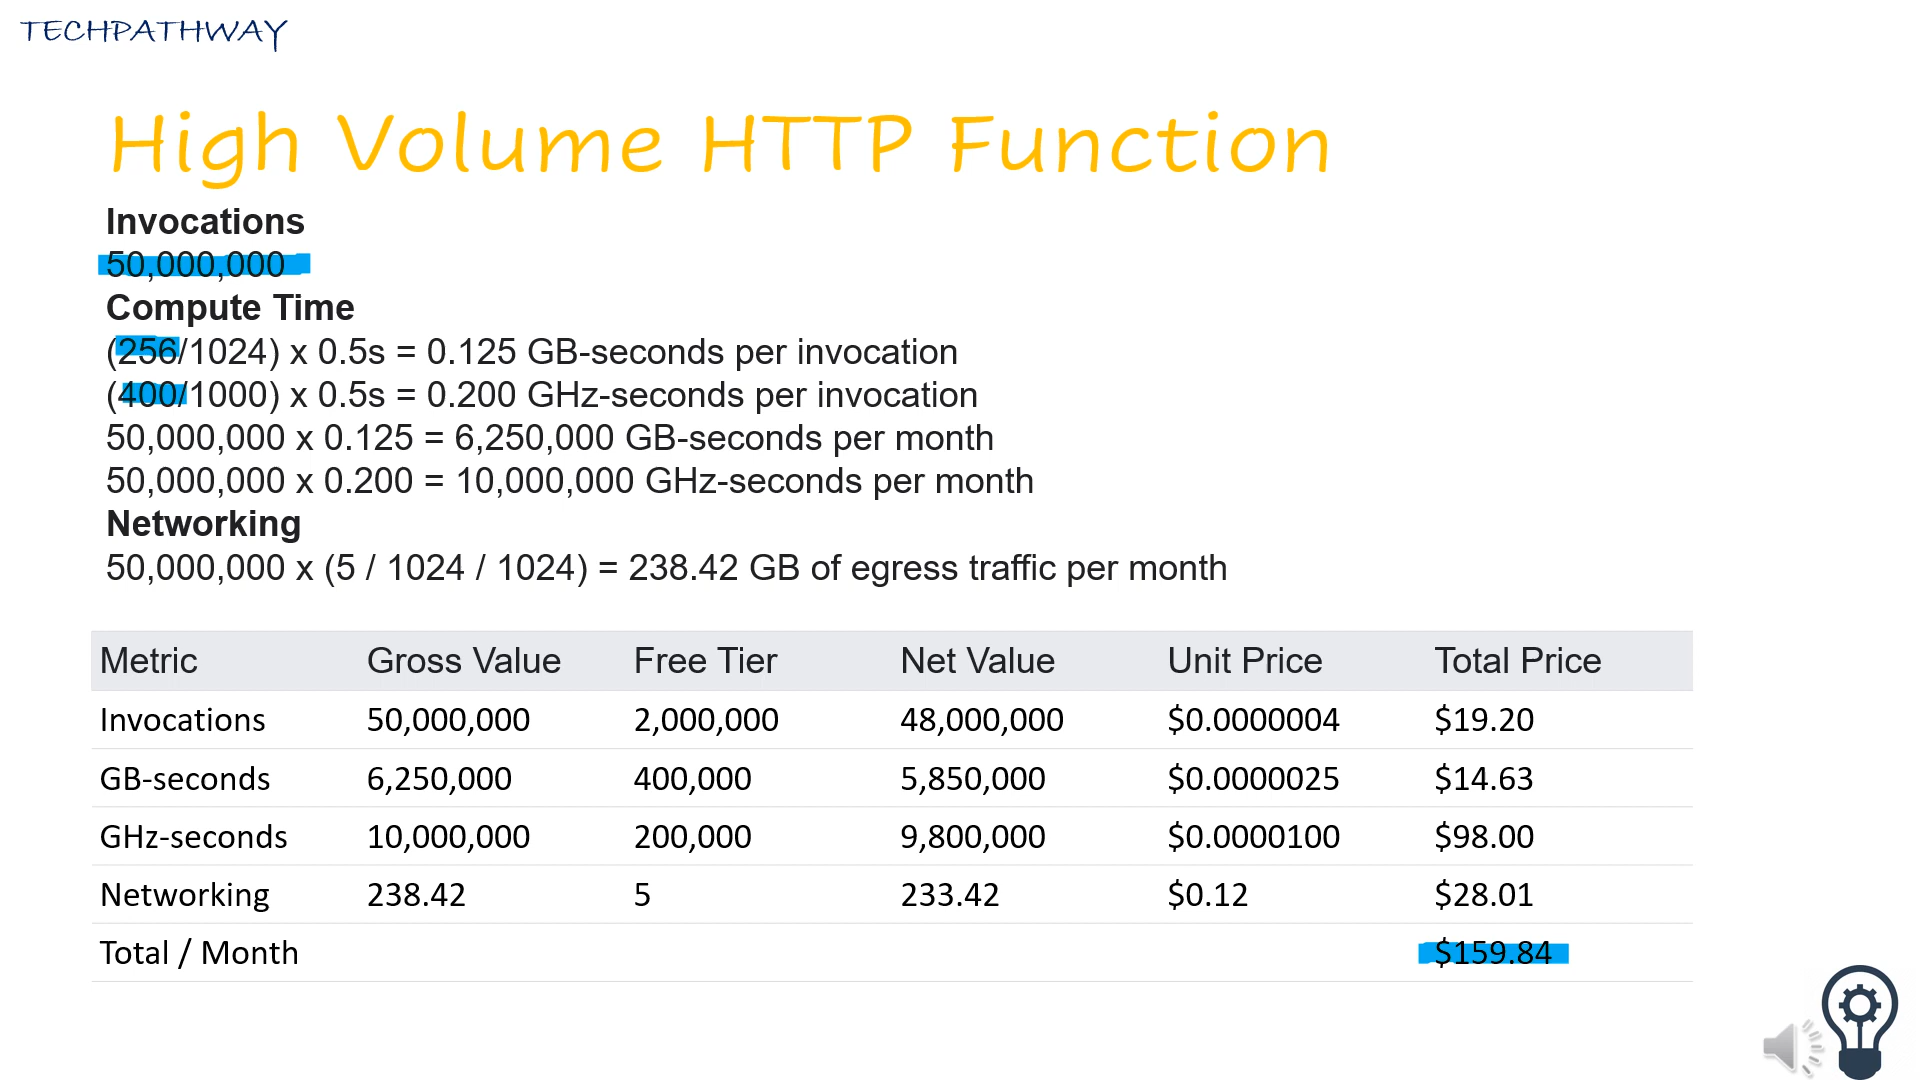 TECHPATHWAY
High Volume HTTP Function
Invocations
50,000,000
Compute Time
(256/1024) x 0.5s = 0.125 GB-seconds per invocation
(400/1000) x 0.5s = 0.200 GHz-seconds per invocation
50,000,000 x 0.125 = 6,250,000 GB-seconds per month
50,000,000 x 0.200 = 10,000,000 GHz-seconds per month
Networking
50,000,000 x (5 / 1024 / 1024) = 238.42 GB of egress traffic per month
Metric Gross Value Free Tier Net Value Unit Price Total Price
Invocations 50,000,000 2,000,000 48,000,000 $0.0000004 $19.20
GB-seconds 6,250,000 400,000 5,850,000 $0.0000025 $14.63
GHz-seconds 10,000,000 200,000 9,800,000 $0.0000100 $98.00
Networking 238.42 5 233.42 $0.12 $28.01
Total / Month $159.84